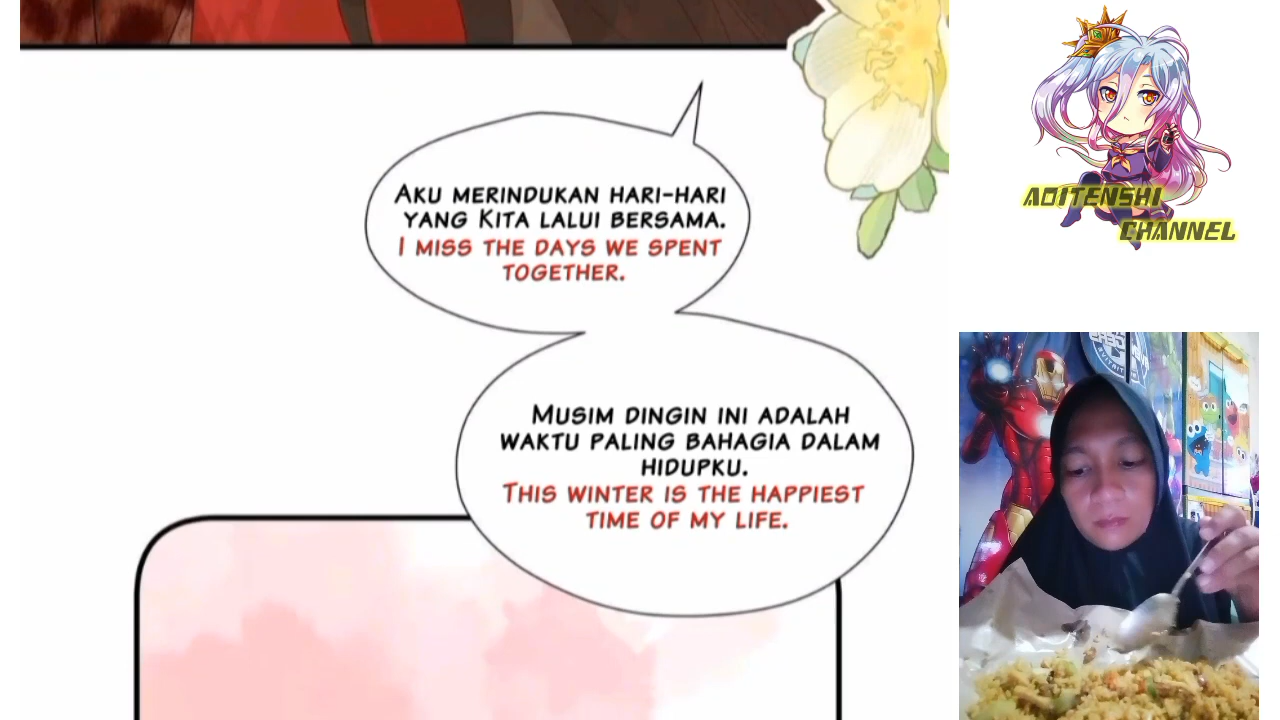 AKU MERINDUKAN HARI-HARI
YANG KITA LALUI BERSAMA.
I MISS THE DAYS WE SPENT
TOGETHER.
MUSIM DINGIN INI ADALAH
WAKTU PALING BAHAGIA DALAM
HIDUPKU.
THIS WINTER IS THE HAPPIEST
TIME OF MY LIFE.
ADITENSHI
CHANNEL